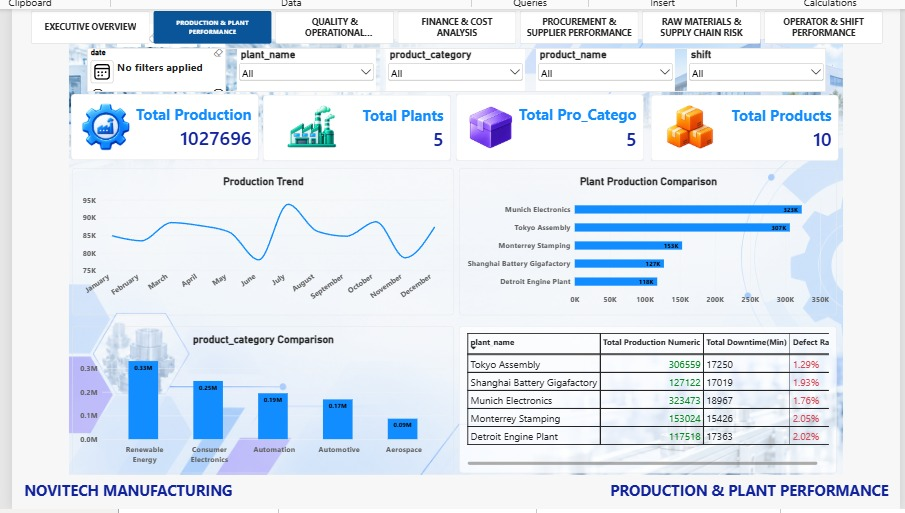 Clipboard Data Queries Insert Calculations
EXECUTIVE OVERVIEW
PRODUCTION & PLANT
PERFORMANCE
QUALITY &
OPERATIONAL...
FINANCE & COST
ANALYSIS
PROCUREMENT &
SUPPLIER PERFORMANCE
RAW MATERIALS &
SUPPLY CHAIN RISK
OPERATOR & SHIFT
PERFORMANCE
date
No filters applied
plant_name
All
product_category
All
product_name
All
shift
All
Total Production
1027696
Total Plants
5
Total Pro_Catego
5
Total Products
10
Production Trend
95K
90K
85K
80K
75K
January February March April May June July August September October November December
Plant Production Comparison
Munich Electronics 323K
Tokyo Assembly 307K
Monterrey Stamping 153K
Shanghai Battery Gigafactory 127K
Detroit Engine Plant 118K
0K 50K 100K 150K 200K 250K 300K 350K
product_category Comparison
0.3M
0.2M
0.1M
0.0M
0.33M 0.25M 0.19M 0.17M 0.09M
Renewable Consumer Automation Automotive Aerospace
Energy Electronics
plant_name Total Production Numeric Total Downtime(Min) Defect Ra
Tokyo Assembly 306559 17250 1.29%
Shanghai Battery Gigafactory 127122 17019 1.93%
Munich Electronics 323473 18967 1.76%
Monterrey Stamping 153024 15426 2.05%
Detroit Engine Plant 117518 17363 2.02%
NOVITECH MANUFACTURING
PRODUCTION & PLANT PERFORMANCE